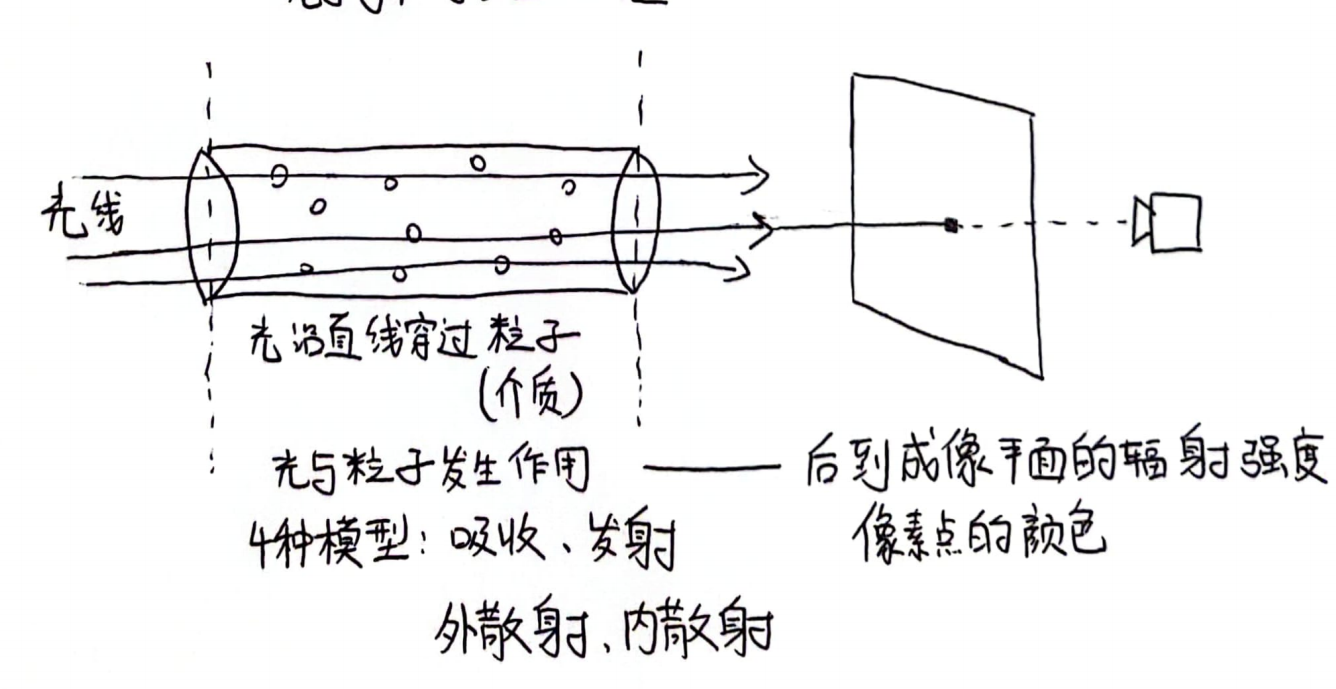 光线
光沿直线穿过粒子
(介质)
光与粒子发生作用 —— 后到成像平面的辐射强度
4种模型：吸收、发射
像素点的颜色
外散射、内散射